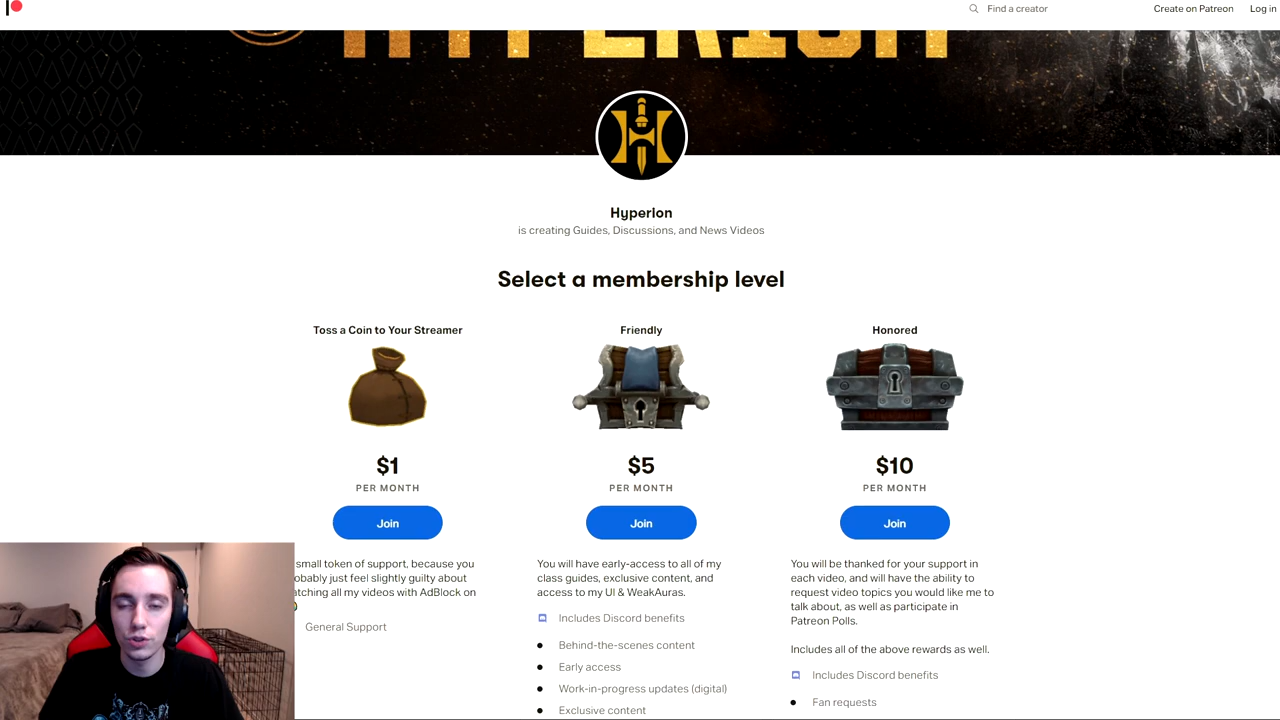 Find a creator
Create on Patreon
Log in
HYPERION
Hyperion
is creating Guides, Discussions, and News Videos
Select a membership level
Toss a Coin to Your Streamer
$1
PER MONTH
Join
small token of support, because you
obably just feel slightly guilty about
atching all my videos with AdBlock on
General Support
Friendly
$5
PER MONTH
Join
You will have early-access to all of my
class guides, exclusive content, and
access to my UI & WeakAuras.
Includes Discord benefits
Behind-the-scenes content
Early access
Work-in-progress updates (digital)
Exclusive content
Honored
$10
PER MONTH
Join
You will be thanked for your support in
each video, and will have the ability to
request video topics you would like me to
talk about, as well as participate in
Patreon Polls.
Includes all of the above rewards as well.
Includes Discord benefits
Fan requests